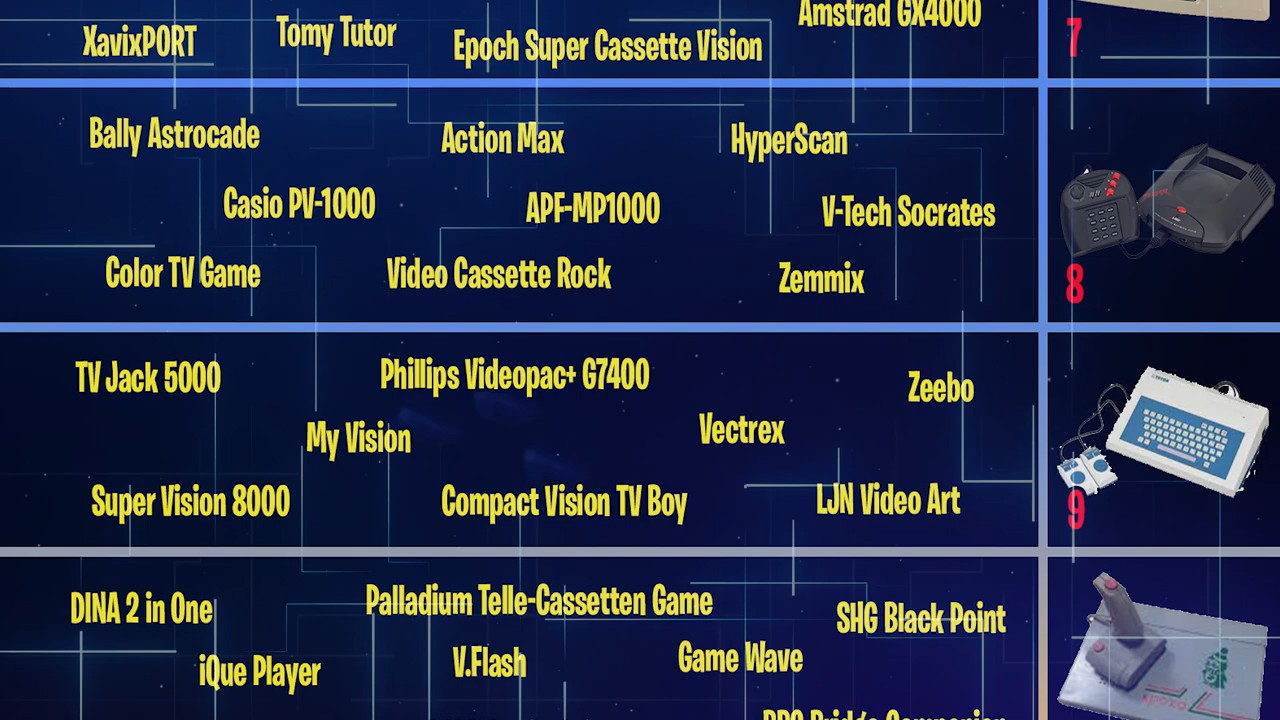 Amstrad GX4000
XavixPORT
Tomy Tutor
Epoch Super Cassette Vision
7
Bally Astrocade
Action Max
HyperScan
Casio PV-1000
APF-MP1000
V-Tech Socrates
Color TV Game
Video Cassette Rock
Zemmix
8
TV Jack 5000
Phillips Videopac+ G7400
Zeebo
My Vision
Vectrex
Super Vision 8000
Compact Vision TV Boy
LJN Video Art
9
DINA 2 in One
Palladium Telle-Cassetten Game
SHG Black Point
iQue Player
V.Flash
Game Wave